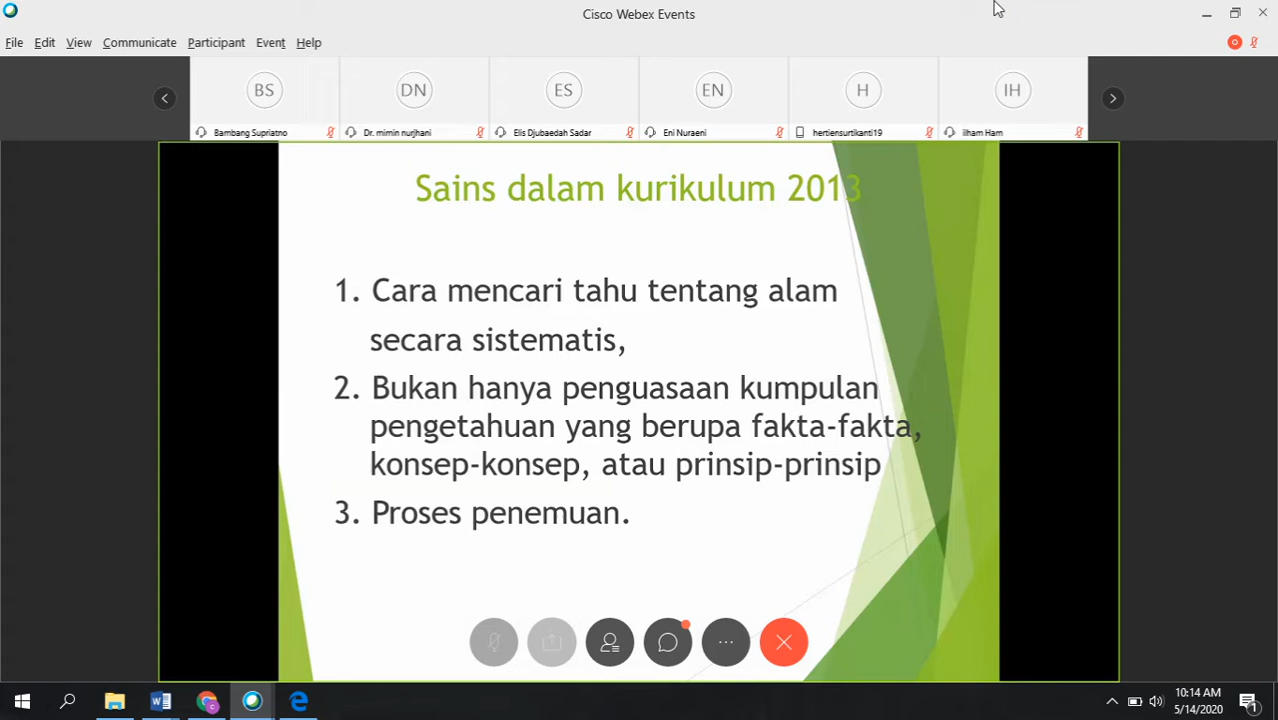 Cisco Webex Events
File Edit View Communicate Participant Event Help
BS DN ES EN H IH
Bambang Supriatno Dr. mimin nurjhani Elis Djubaedah Sadar Eni Nuraeni hertiensurtikanti19 ilham Ham
Sains dalam kurikulum 2013
1. Cara mencari tahu tentang alam
secara sistematis,
2. Bukan hanya penguasaan kumpulan
pengetahuan yang berupa fakta-fakta,
konsep-konsep, atau prinsip-prinsip
3. Proses penemuan.
10:14 AM
5/14/2020
1